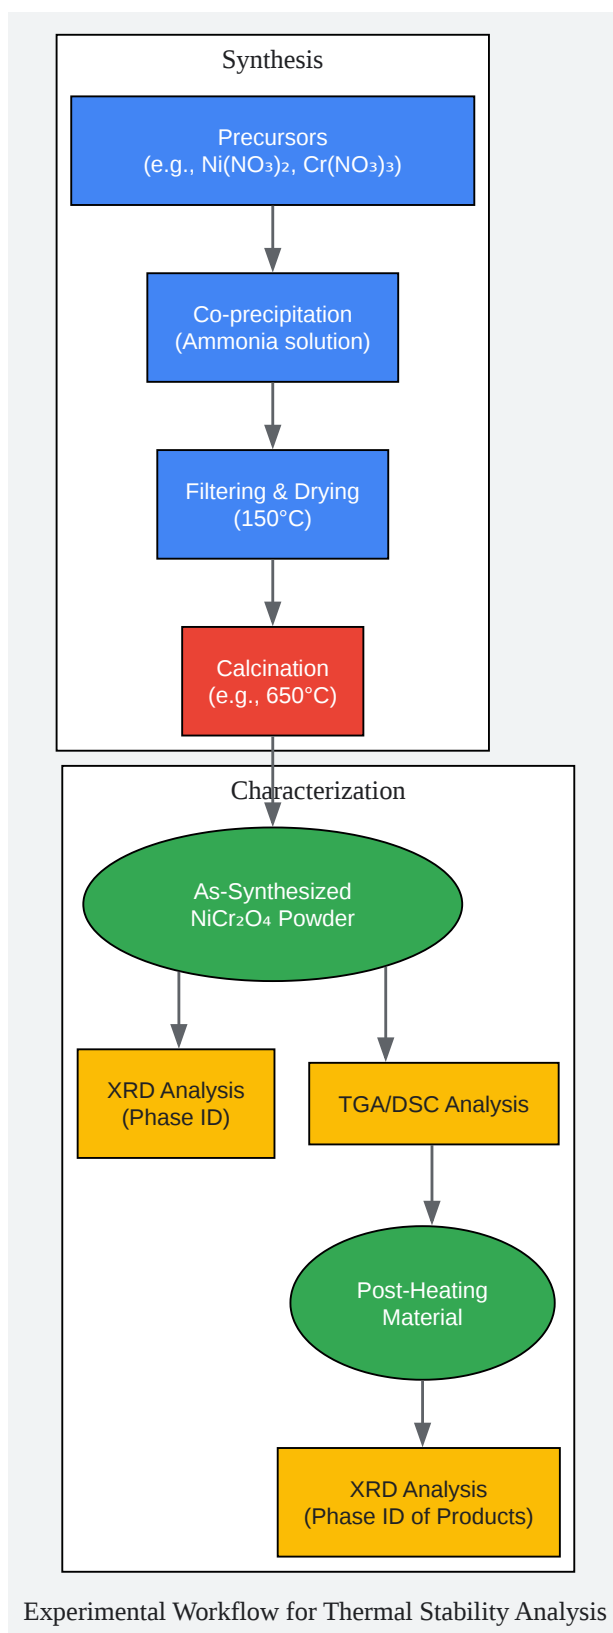 Synthesis
Precursors
(e.g., Ni(NO₃)₂, Cr(NO₃)₃)
Co-precipitation
(Ammonia solution)
Filtering & Drying
(150°C)
Calcination
(e.g., 650°C)
Characterization
As-Synthesized
NiCr₂O₄ Powder
XRD Analysis
(Phase ID)
TGA/DSC Analysis
Post-Heating
Material
XRD Analysis
(Phase ID of Products)
Experimental Workflow for Thermal Stability Analysis